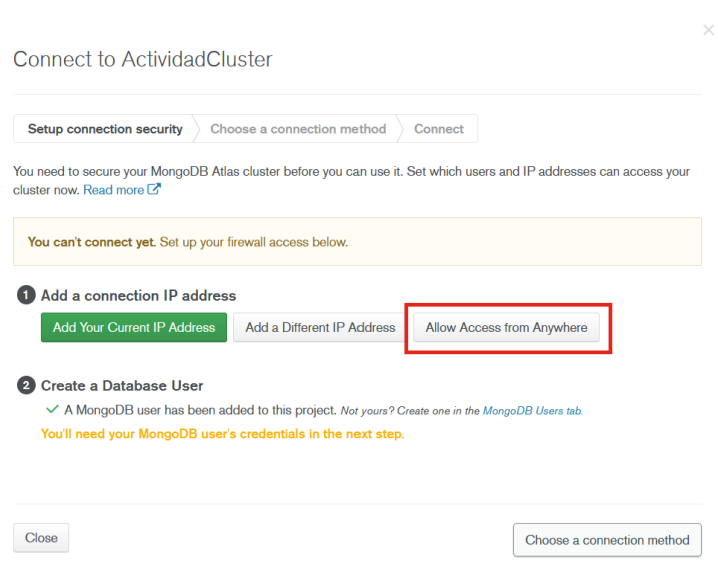 Connect to ActividadCluster
Setup connection security Choose a connection method Connect
You need to secure your MongoDB Atlas cluster before you can use it. Set which users and IP addresses can access your
cluster now. Read more
You can't connect yet. Set up your firewall access below.
1 Add a connection IP address
Add Your Current IP Address Add a Different IP Address Allow Access from Anywhere
2 Create a Database User
A MongoDB user has been added to this project. Not yours? Create one in the MongoDB Users tab.
You'll need your MongoDB user's credentials in the next step.
Close Choose a connection method